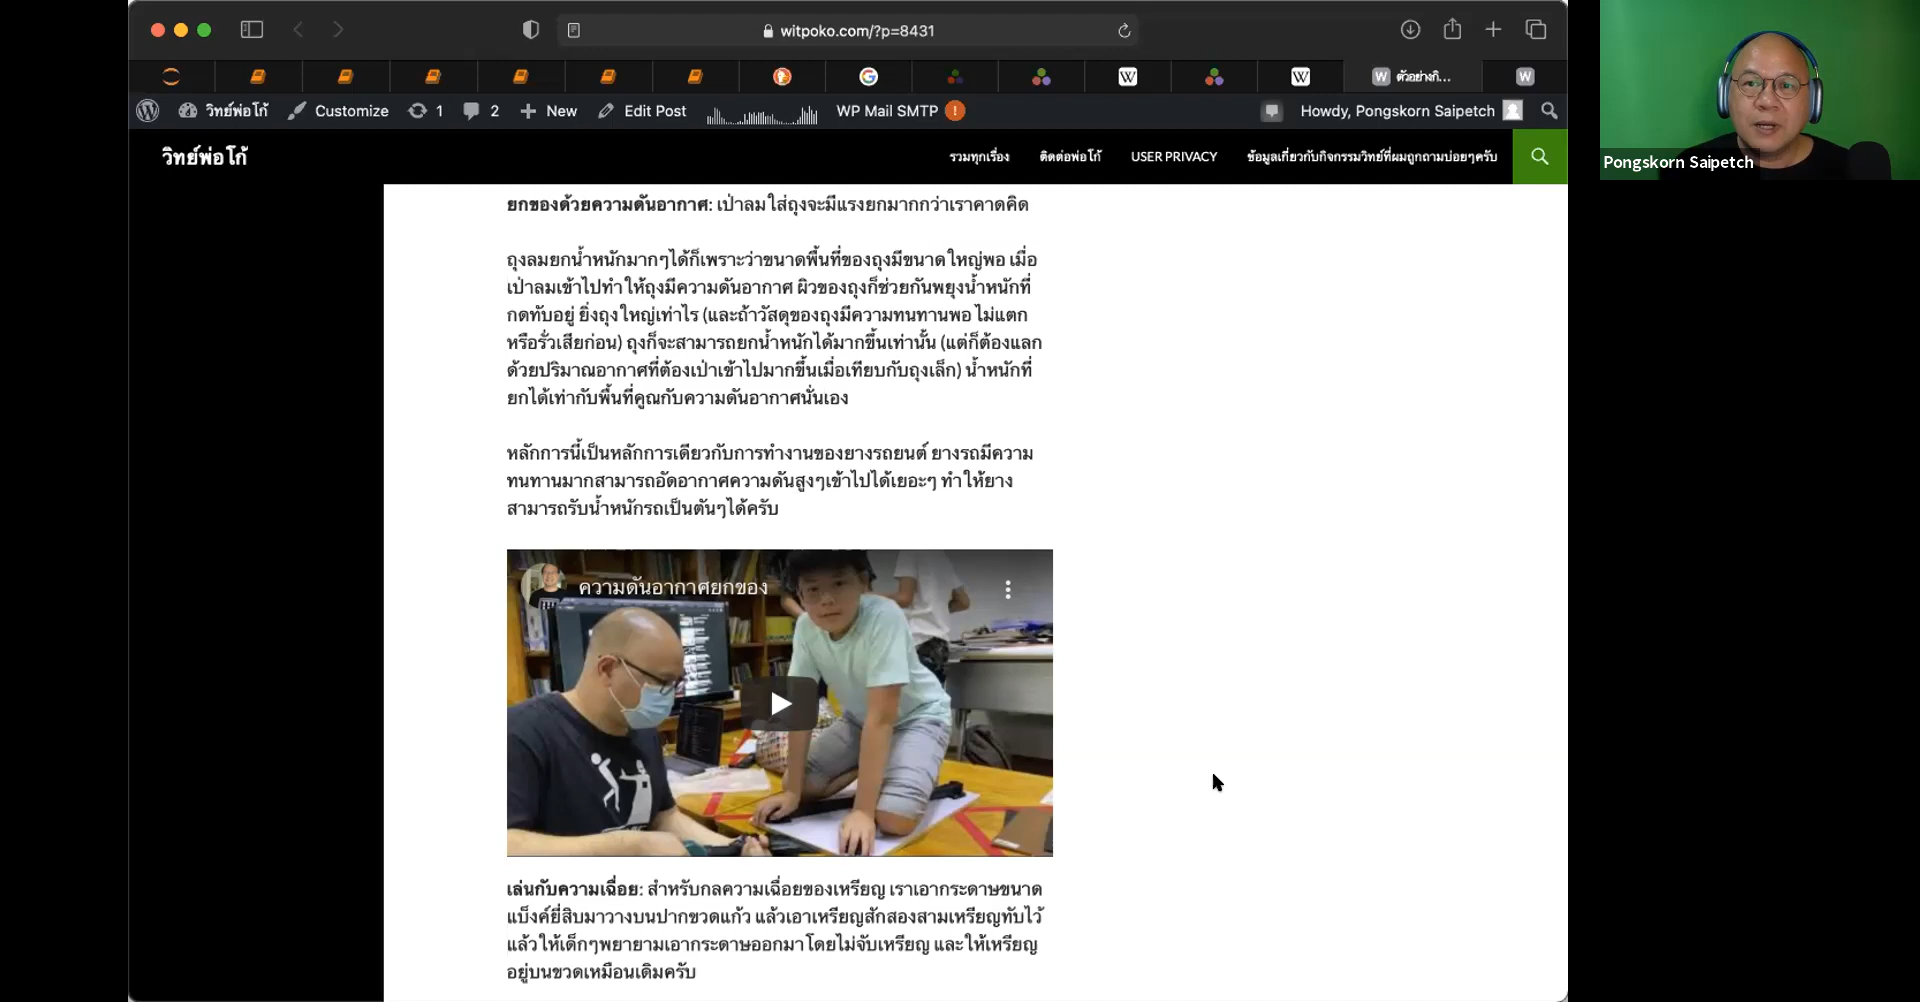 witpoko.com/?p=8431
ตัวอย่างกิ...
วิทย์พ่อโก้
Customize
1
2
New
Edit Post
WP Mail SMTP
Howdy, Pongskorn Saipetch
วิทย์พ่อโก้
รวมทุกเรื่อง
ติดต่อพ่อโก้
USER PRIVACY
ข้อมูลเกี่ยวกับกิจกรรมวิทย์ที่ผมถูกถามบ่อยๆครับ
Pongskorn Saipetch
ยกของด้วยความดันอากาศ: เป่าลมใส่ถุงจะมีแรงยกมากกว่าเราคาดคิด
ถุงลมยกน้ำหนักมากๆได้ก็เพราะว่าขนาดพื้นที่ของถุงมีขนาดใหญ่พอ เมื่อ
เป่าลมเข้าไปทำให้ถุงมีความดันอากาศ ผิวของถุงก็ช่วยกันพยุงน้ำหนักที่
กดทับอยู่ ยิ่งถุงใหญ่เท่าไร (และถ้าวัสดุของถุงมีความทนทานพอ ไม่แตก
หรือรั่วเสียก่อน) ถุงก็จะสามารถยกน้ำหนักได้มากขึ้นเท่านั้น (แต่ก็ต้องแลก
ด้วยปริมาณอากาศที่ต้องเป่าเข้าไปมากขึ้นเมื่อเทียบกับถุงเล็ก) น้ำหนักที่
ยกได้เท่ากับพื้นที่คูณกับความดันอากาศนั่นเอง
หลักการนี้เป็นหลักการเดียวกับการทำงานของยางรถยนต์ ยางรถมีความ
ทนทานมากสามารถอัดอากาศความดันสูงๆเข้าไปได้เยอะๆ ทำให้ยาง
สามารถรับน้ำหนักรถเป็นตันๆได้ครับ
ความดันอากาศยกของ
เล่นกับความเฉื่อย: สำหรับกลความเฉื่อยของเหรียญ เราเอากระดาษขนาด
แบ็งค์ยี่สิบมาวางบนปากขวดแก้ว แล้วเอาเหรียญสักสองสามเหรียญทับไว้
แล้วให้เด็กๆพยายามเอากระดาษออกมาโดยไม่จับเหรียญ และให้เหรียญ
อยู่บนขวดเหมือนเดิมครับ